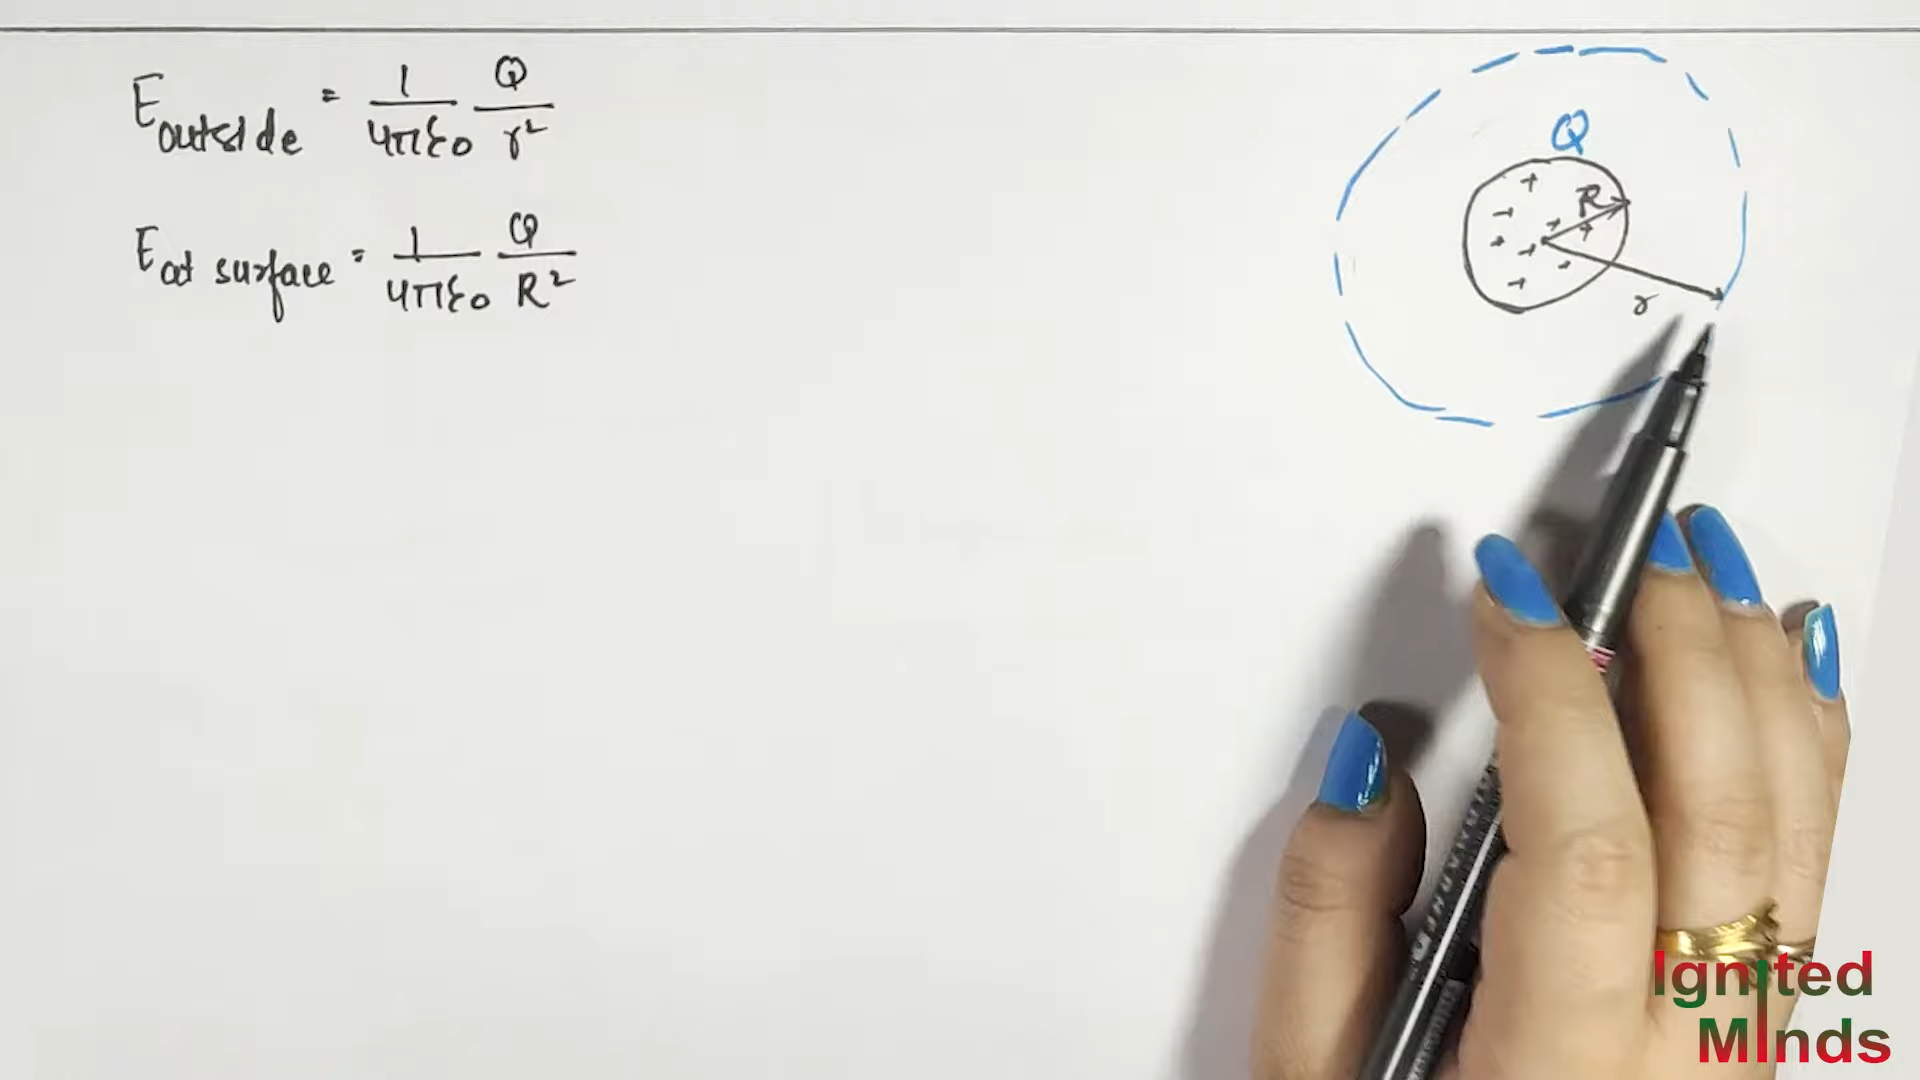 E outside = 1/4πε0 Q/r²
E at surface = 1/4πε0 Q/R²
Q
R
r
Ignited
Minds